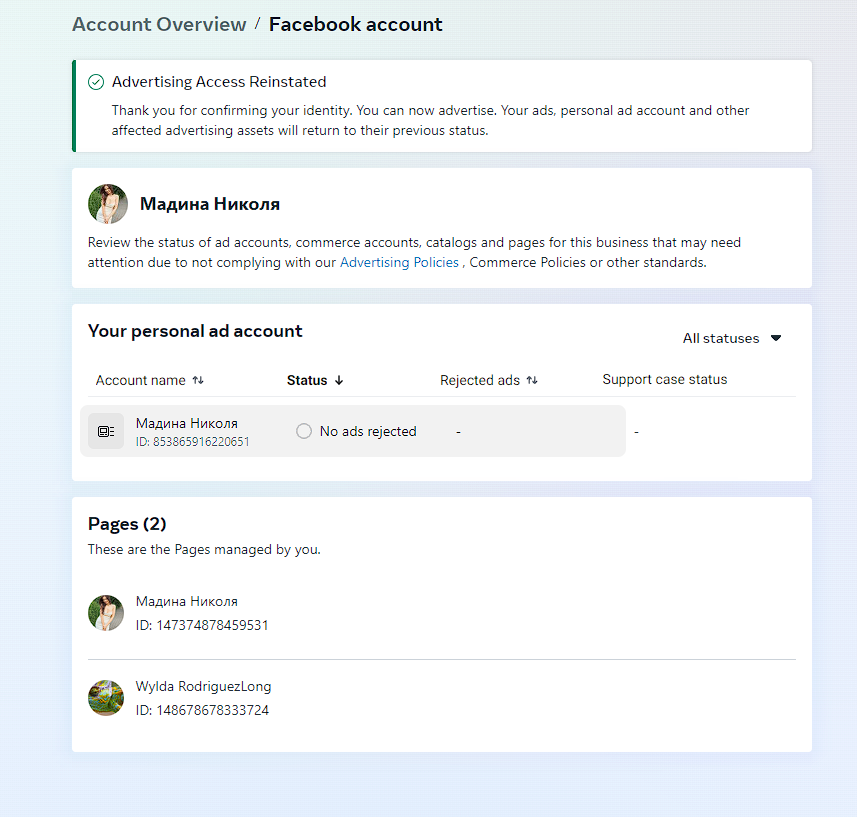 Account Overview / Facebook account
Advertising Access Reinstated
Thank you for confirming your identity. You can now advertise. Your ads, personal ad account and other
affected advertising assets will return to their previous status.
Мадина Николя
Review the status of ad accounts, commerce accounts, catalogs and pages for this business that may need
attention due to not complying with our Advertising Policies , Commerce Policies or other standards.
Your personal ad account
All statuses
Account name Status Rejected ads Support case status
Мадина Николя
ID: 853865916220651
No ads rejected - -
Pages (2)
These are the Pages managed by you.
Мадина Николя
ID: 147374878459531
Wylda RodriguezLong
ID: 148678678333724